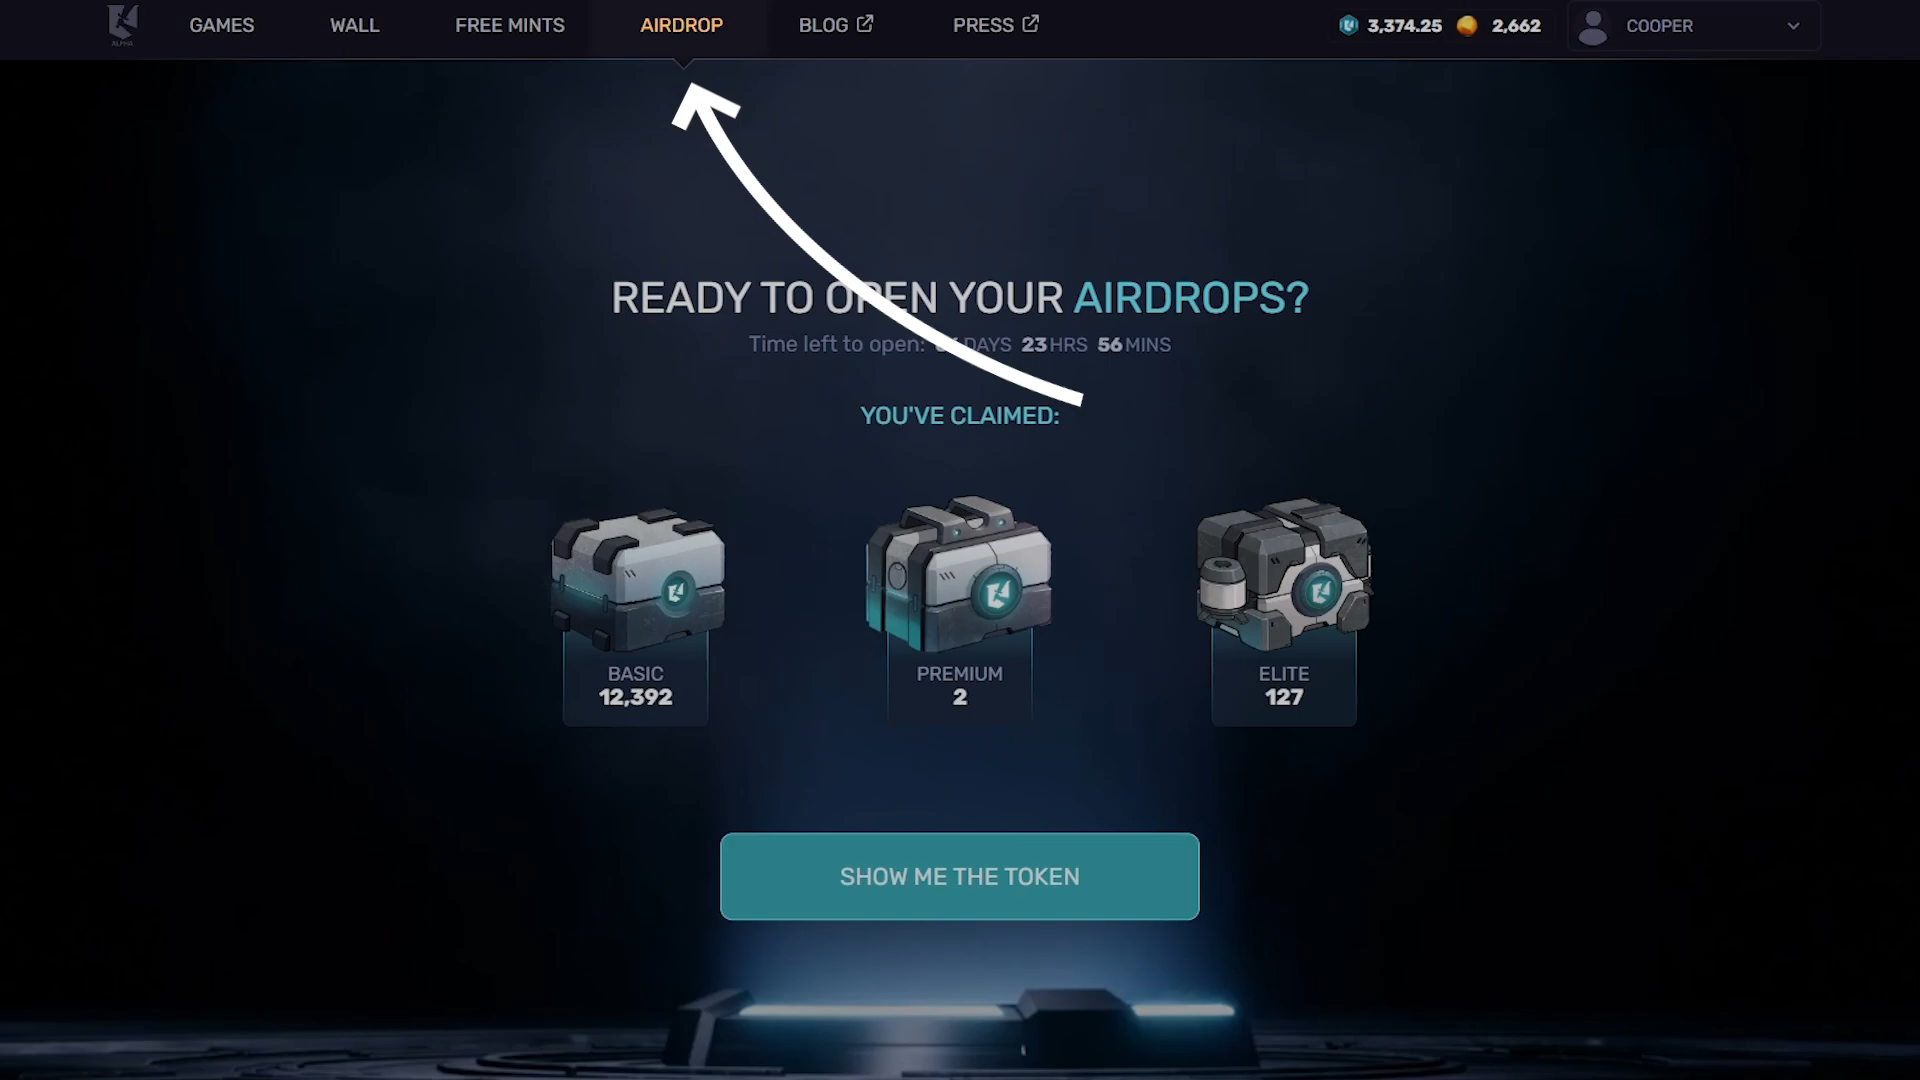 GAMES WALL FREE MINTS AIRDROP BLOG PRESS 3,374.25 2,662 COOPER
ALPHA
READY TO OPEN YOUR AIRDROPS?
Time left to open: DAYS 23 HRS 56 MINS
YOU'VE CLAIMED:
BASIC PREMIUM ELITE
12,392 2 127
SHOW ME THE TOKEN